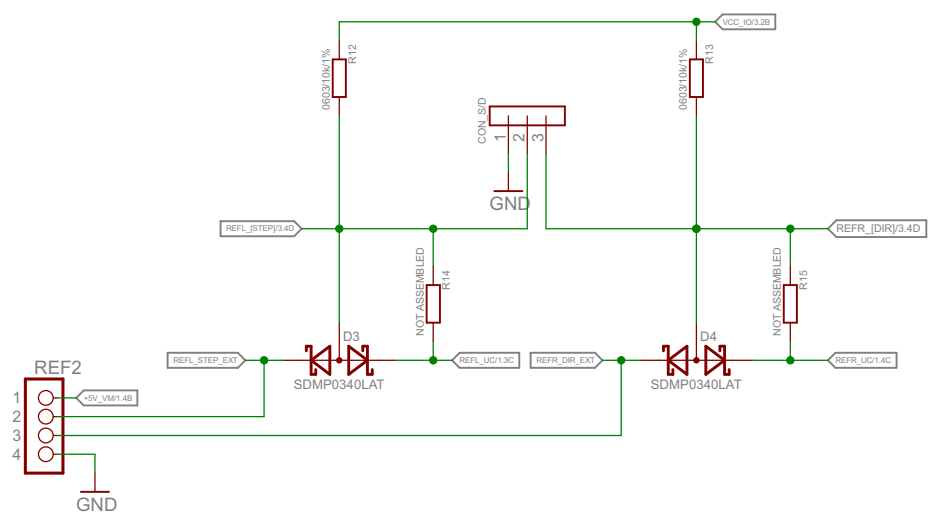 VCC_IO/3.2B
R12
0603/10k/1%
R13
0603/10k/1%
CON_S/D
1
2
3
GND
REFL_[STEP]/3.4D
REFR_[DIR]/3.4D
NOT ASSEMBLED
R14
NOT ASSEMBLED
R15
D3
D4
REFL_STEP_EXT
REFL_UC/1.3C
REFR_DIR_EXT
REFR_UC/1.4C
SDMP0340LAT
SDMP0340LAT
REF2
1
+5V_VM/1.4B
2
3
4
GND